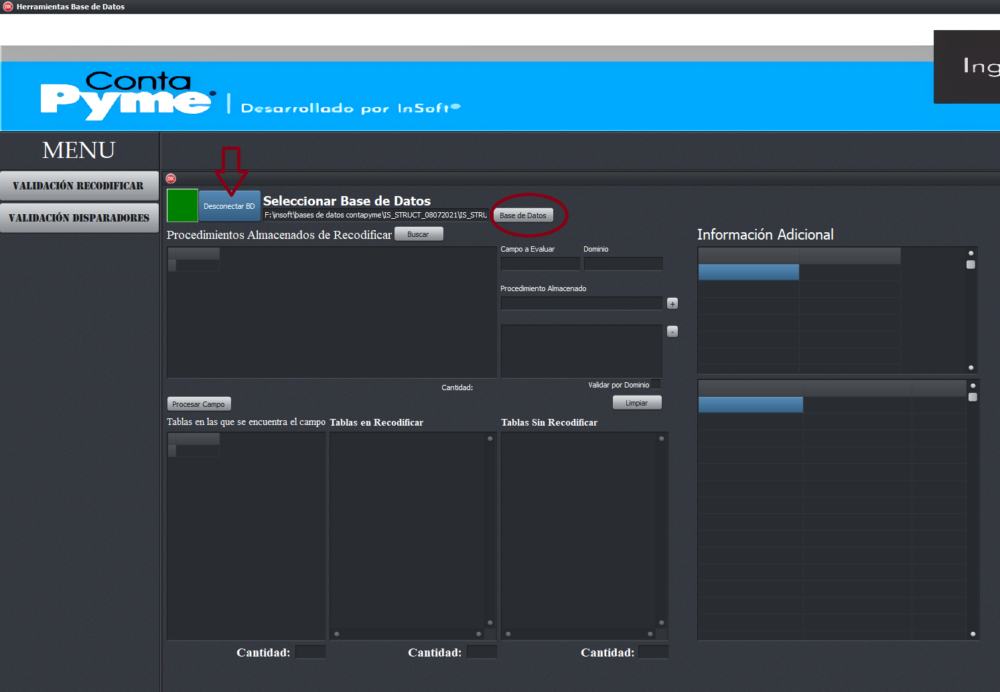 Herramientas Base de Datos
Conta
Pyme
Desarrollado por InSoft
Ing
MENU
VALIDACIÓN RECODIFICAR
VALIDACIÓN DISPARADORES
Desconectar BD
Seleccionar Base de Datos
F:\insoft\bases de datos contapyme\IS_STRUCT_08072021\IS_STRU
Base de Datos
Procedimientos Almacenados de Recodificar
Buscar
Información Adicional
Campo a Evaluar
Dominio
Procedimiento Almacenado
+
-
Cantidad:
Validar por Dominio
Procesar Campo
Limpiar
Tablas en las que se encuentra el campo
Tablas en Recodificar
Tablas Sin Recodificar
Cantidad:
Cantidad:
Cantidad: